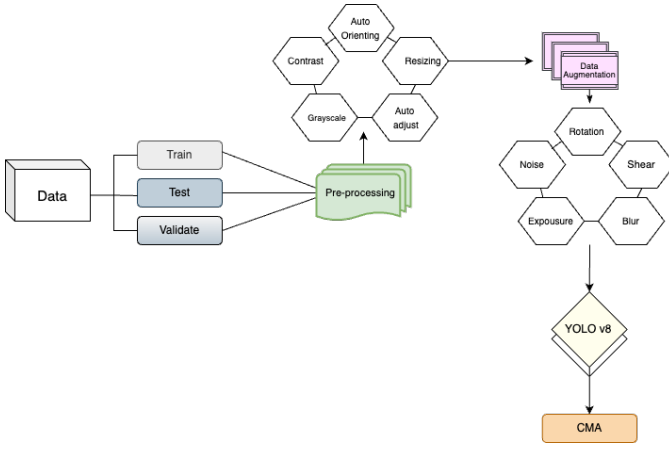 Auto
Orienting
Contrast
Resizing
Grayscale
Auto
adjust
Data
Augmentation
Rotation
Noise
Shear
Expousure
Blur
Data
Train
Test
Validate
Pre-processing
YOLO v8
CMA